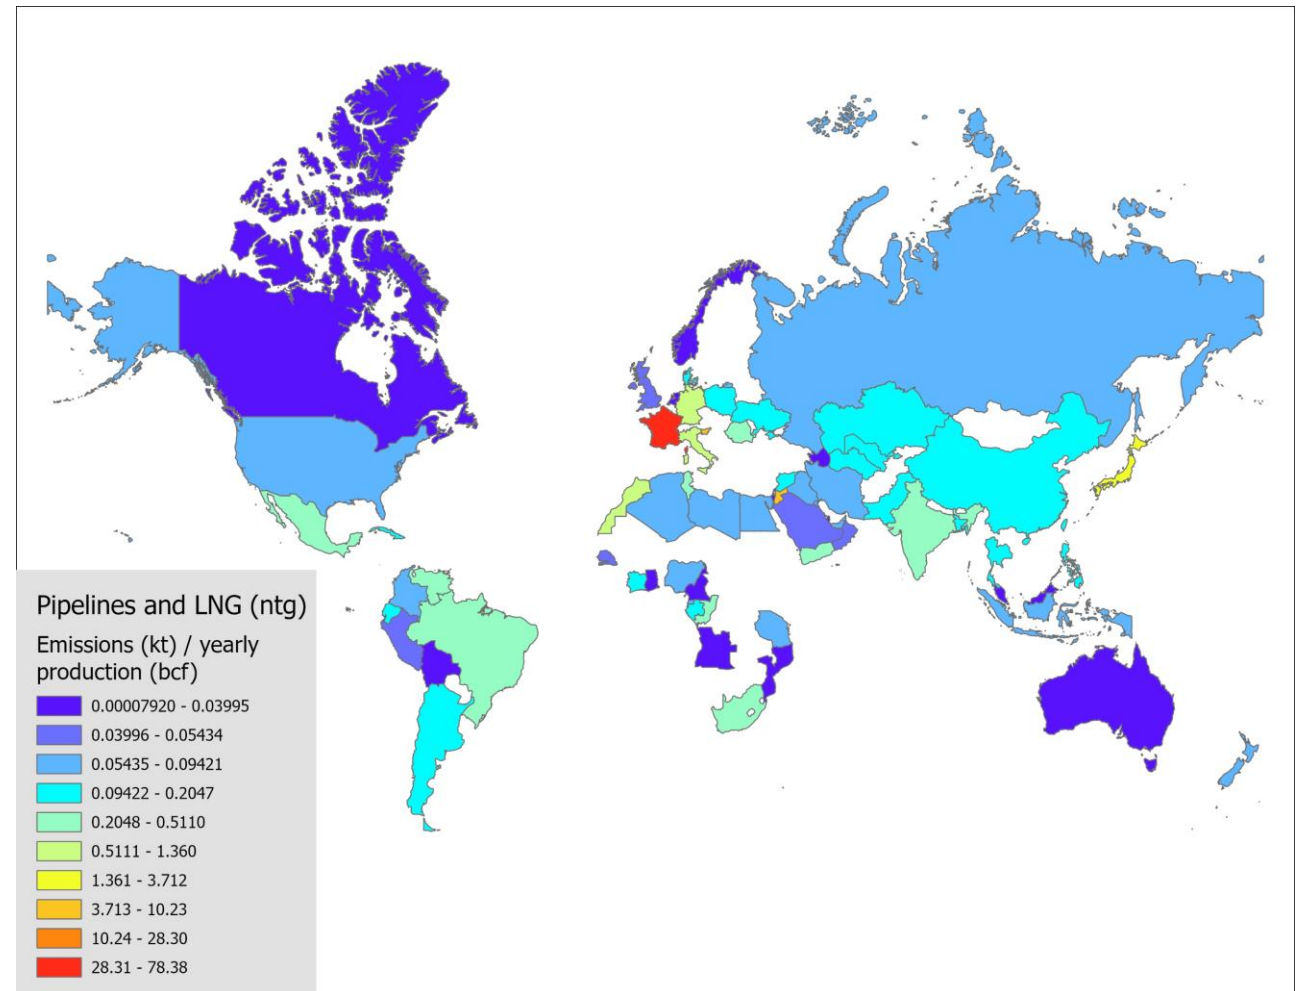 Pipelines and LNG (ntg)
Emissions (kt) / yearly
production (bcf)
0.00007920 - 0.03995
0.03996 - 0.05434
0.05435 - 0.09421
0.09422 - 0.2047
0.2048 - 0.5110
0.5111 - 1.360
1.361 - 3.712
3.713 - 10.23
10.24 - 28.30
28.31 - 78.38